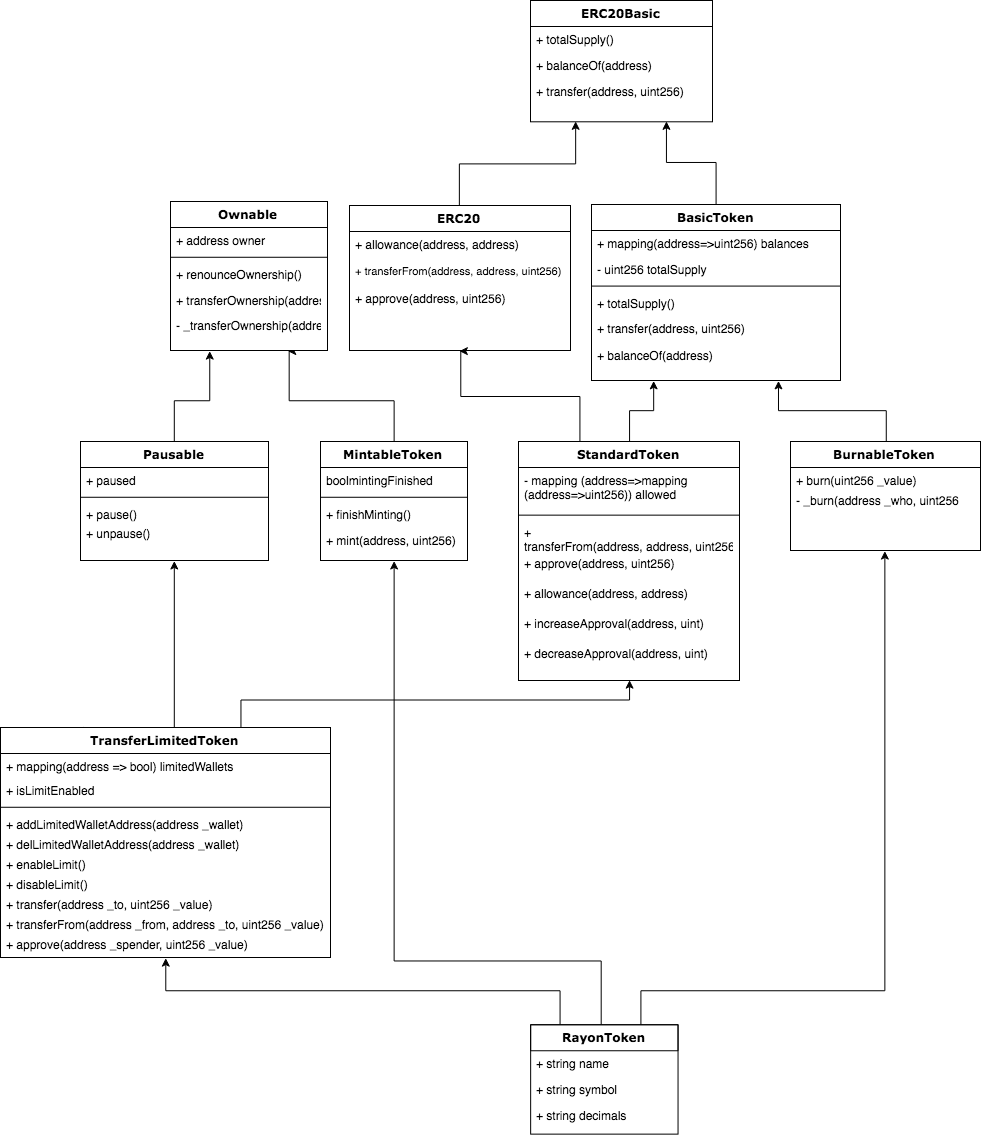 ERC20Basic
+ totalSupply()
+ balanceOf(address)
+ transfer(address, uint256)
Ownable
+ address owner
+ renounceOwnership()
+ transferOwnership(addres
- _transferOwnership(addre
ERC20
+ allowance(address, address)
+ transferFrom(address, address, uint256)
+ approve(address, uint256)
BasicToken
+ mapping(address=>uint256) balances
- uint256 totalSupply
+ totalSupply()
+ transfer(address, uint256)
+ balanceOf(address)
Pausable
+ paused
+ pause()
+ unpause()
MintableToken
boolmintingFinished
+ finishMinting()
+ mint(address, uint256)
StandardToken
- mapping (address=>mapping
(address=>uint256)) allowed
+
transferFrom(address, address, uint256
+ approve(address, uint256)
+ allowance(address, address)
+ increaseApproval(address, uint)
+ decreaseApproval(address, uint)
BurnableToken
+ burn(uint256 _value)
- _burn(address _who, uint256
TransferLimitedToken
+ mapping(address => bool) limitedWallets
+ isLimitEnabled
+ addLimitedWalletAddress(address _wallet)
+ delLimitedWalletAddress(address _wallet)
+ enableLimit()
+ disableLimit()
+ transfer(address _to, uint256 _value)
+ transferFrom(address _from, address _to, uint256 _value)
+ approve(address _spender, uint256 _value)
RayonToken
+ string name
+ string symbol
+ string decimals